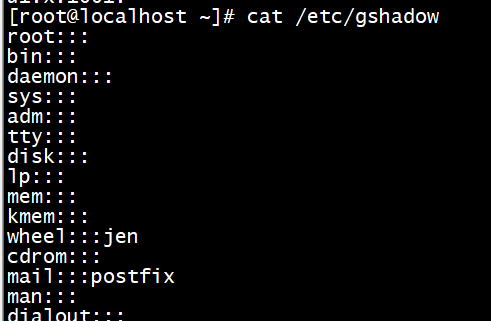 [root@localhost ~]# cat /etc/gshadow
root:::
bin:::
daemon:::
sys:::
adm:::
tty:::
disk:::
lp:::
mem:::
kmem:::
wheel:::jen
cdrom:::
mail:::postfix
man:::
dialout:::